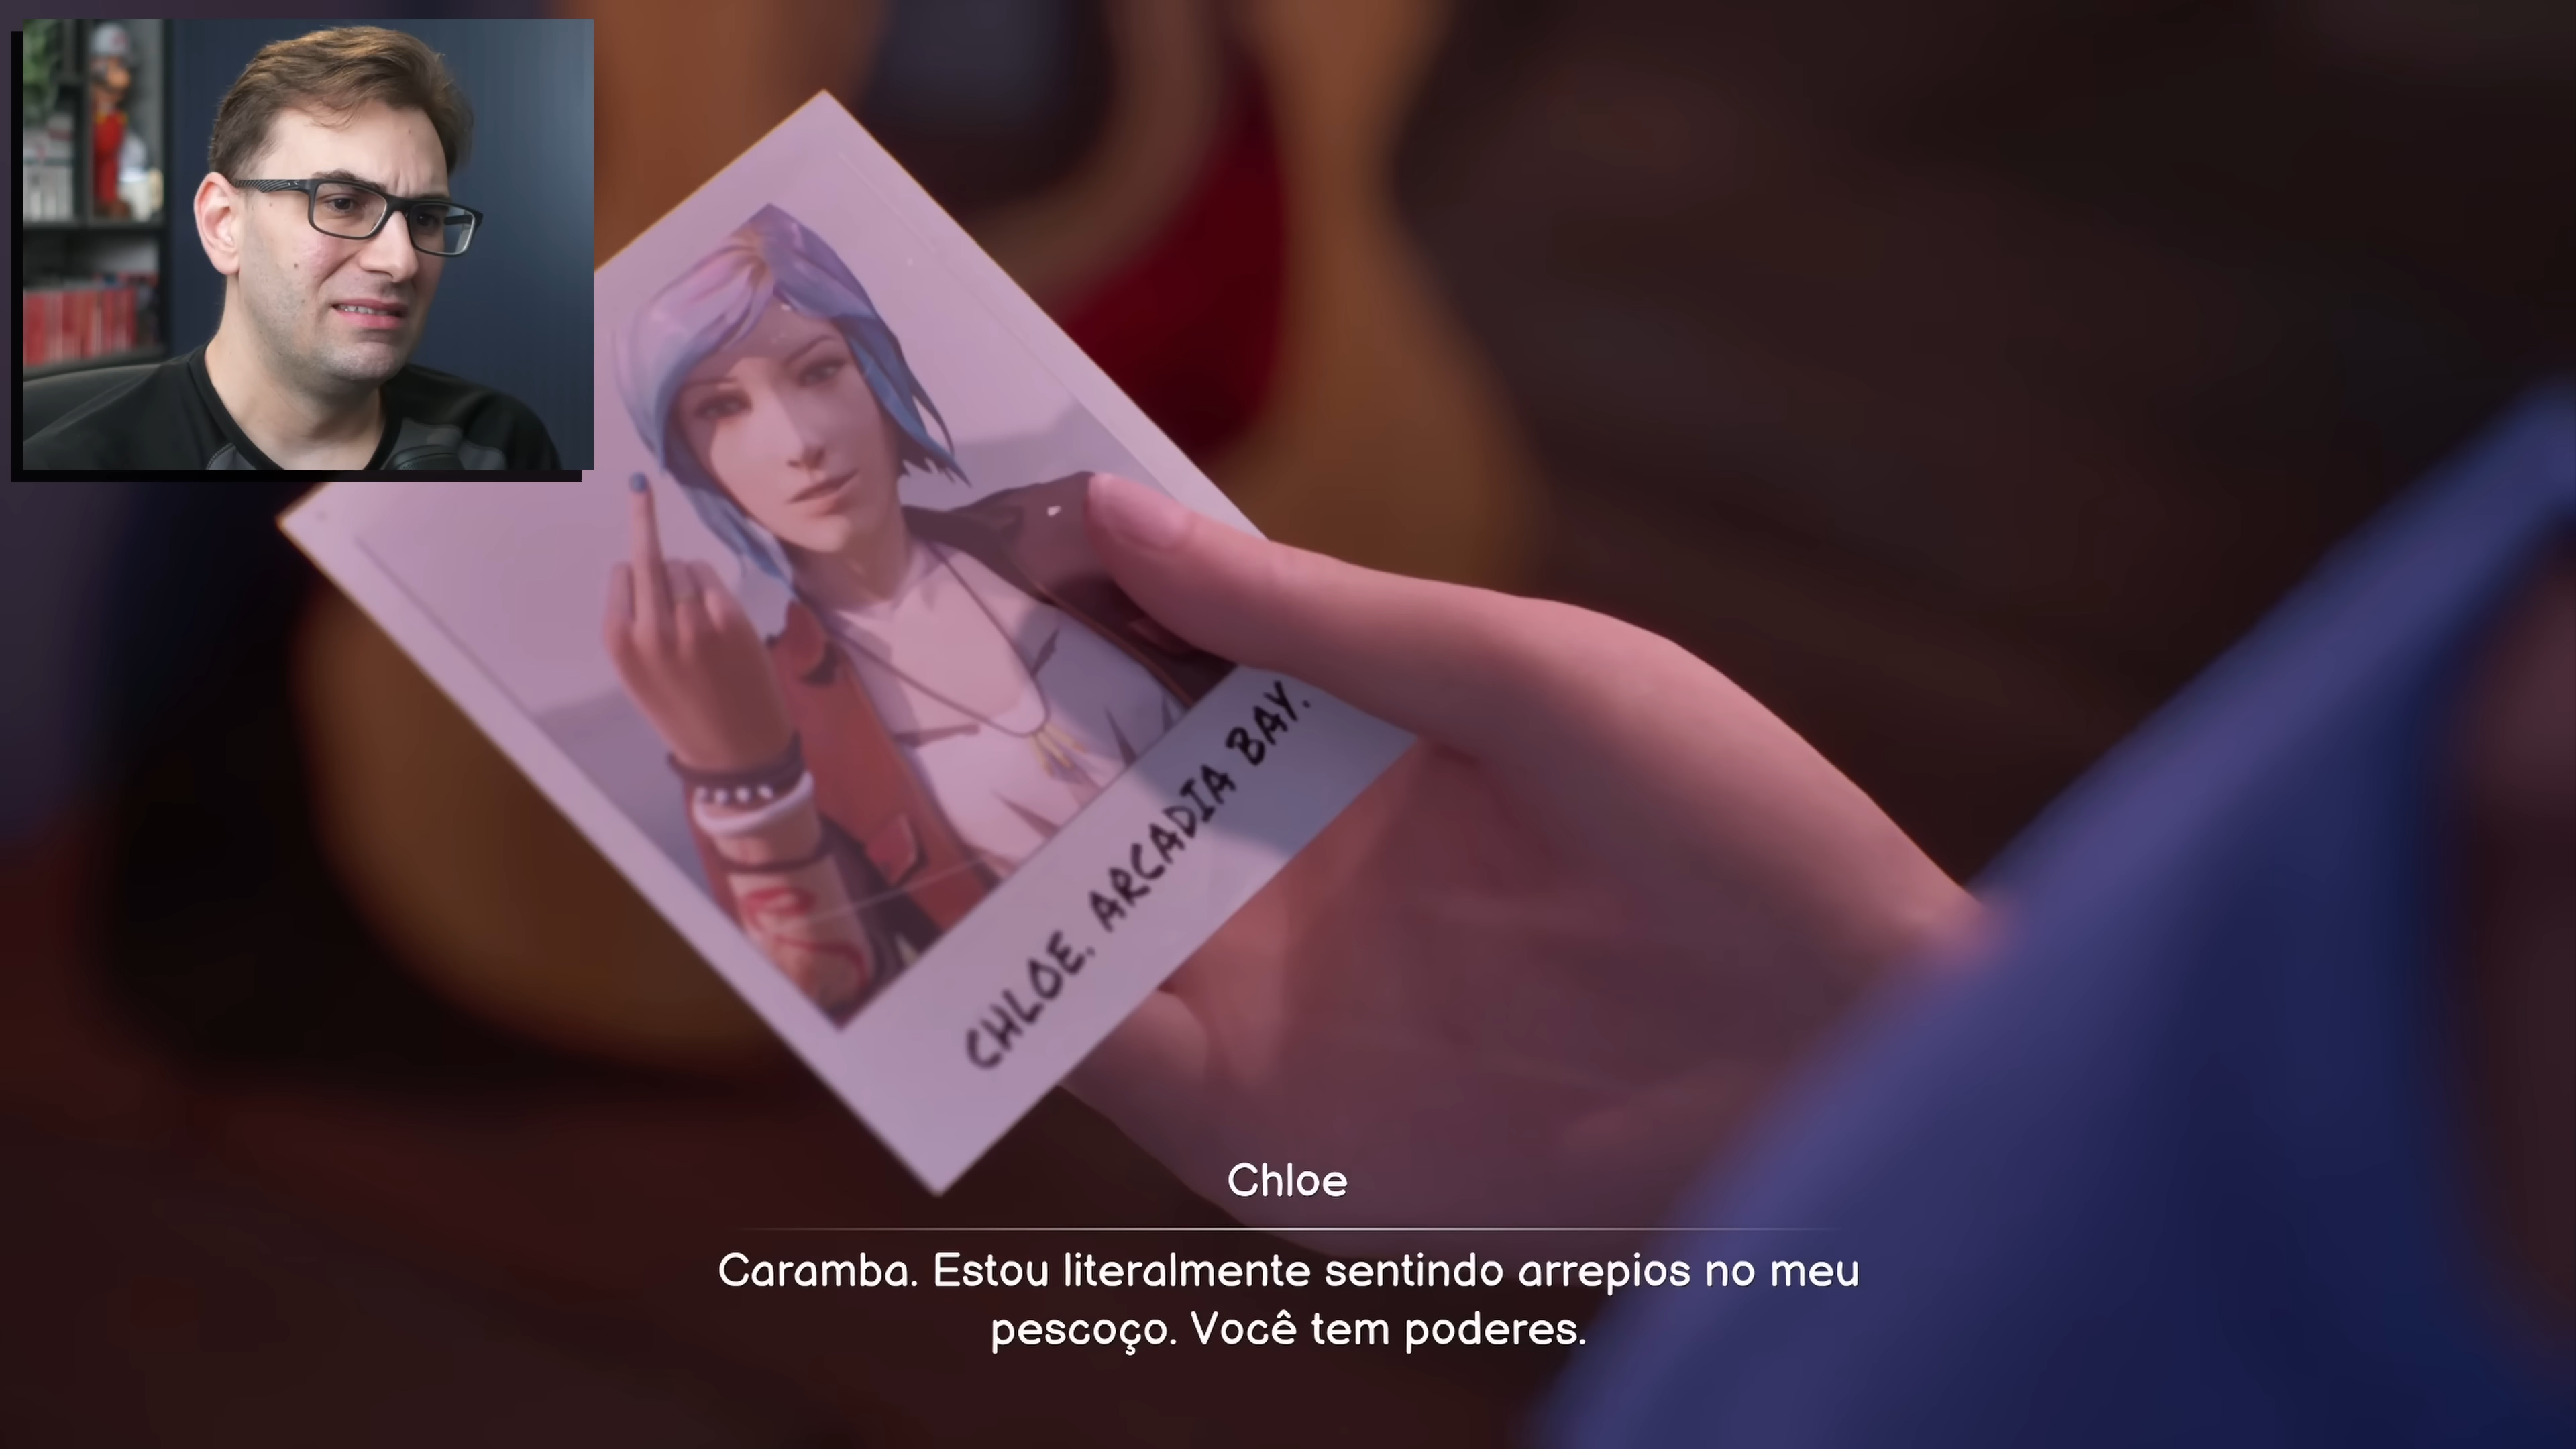 CHLOE. ARCADIA BAY.
Chloe
Caramba. Estou literalmente sentindo arrepios no meu
pescoço. Você tem poderes.